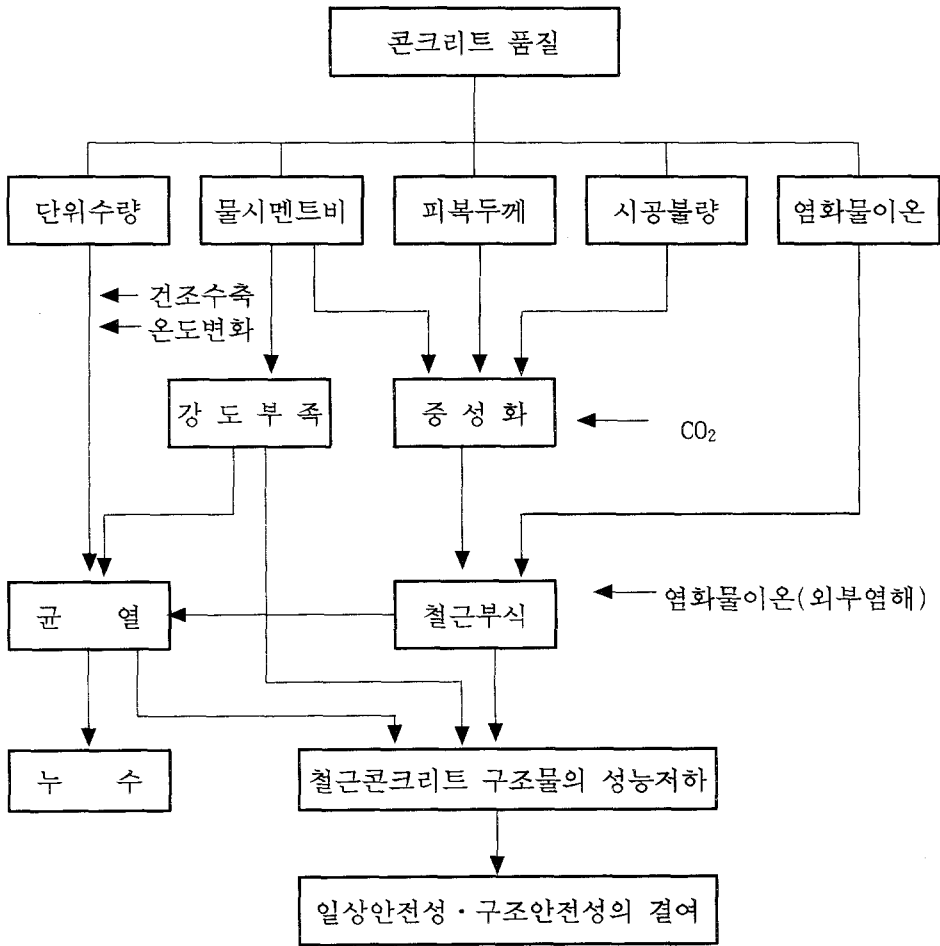 콘크리트 품질
단위수량
물시멘트비
피복두께
시공불량
염화물이온
건조수축
온도변화
강 도 부 족
중 성 화
CO₂
균 열
철근부식
염화물이온(외부염해)
누 수
철근콘크리트 구조물의 성능저하
일상안전성·구조안전성의 결여